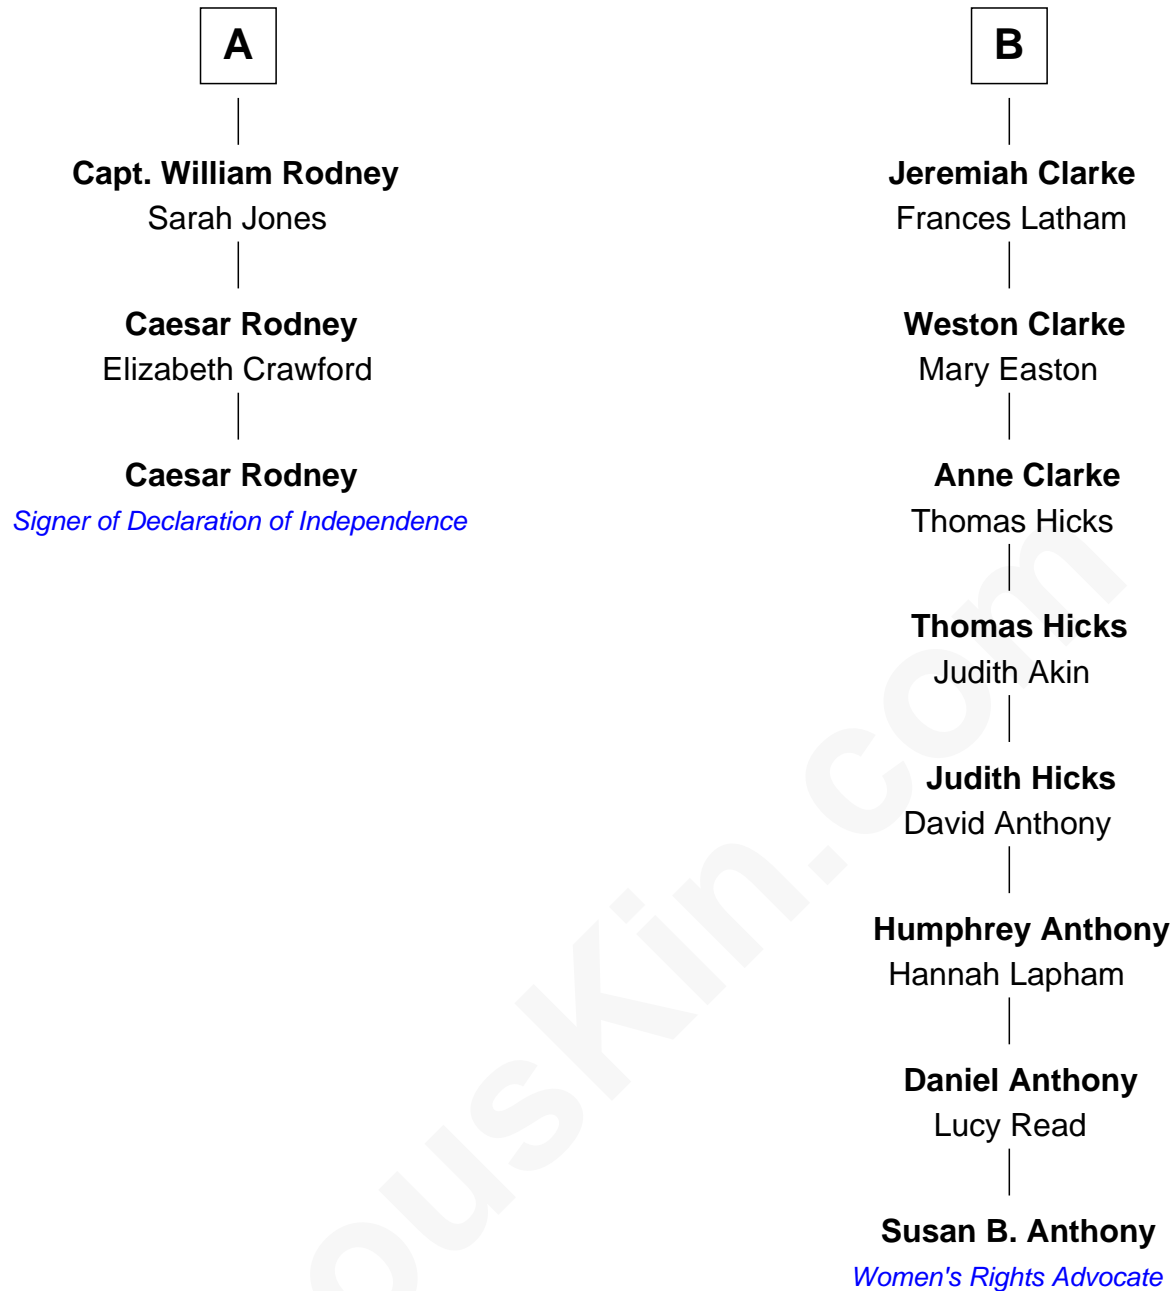 A
Capt. William Rodney
Sarah Jones
Caesar Rodney
Elizabeth Crawford
Caesar Rodney
Signer of Declaration of Independence
B
Jeremiah Clarke
Frances Latham
Weston Clarke
Mary Easton
Anne Clarke
Thomas Hicks
Thomas Hicks
Judith Akin
Judith Hicks
David Anthony
Humphrey Anthony
Hannah Lapham
Daniel Anthony
Lucy Read
Susan B. Anthony
Women's Rights Advocate
ousKin.com